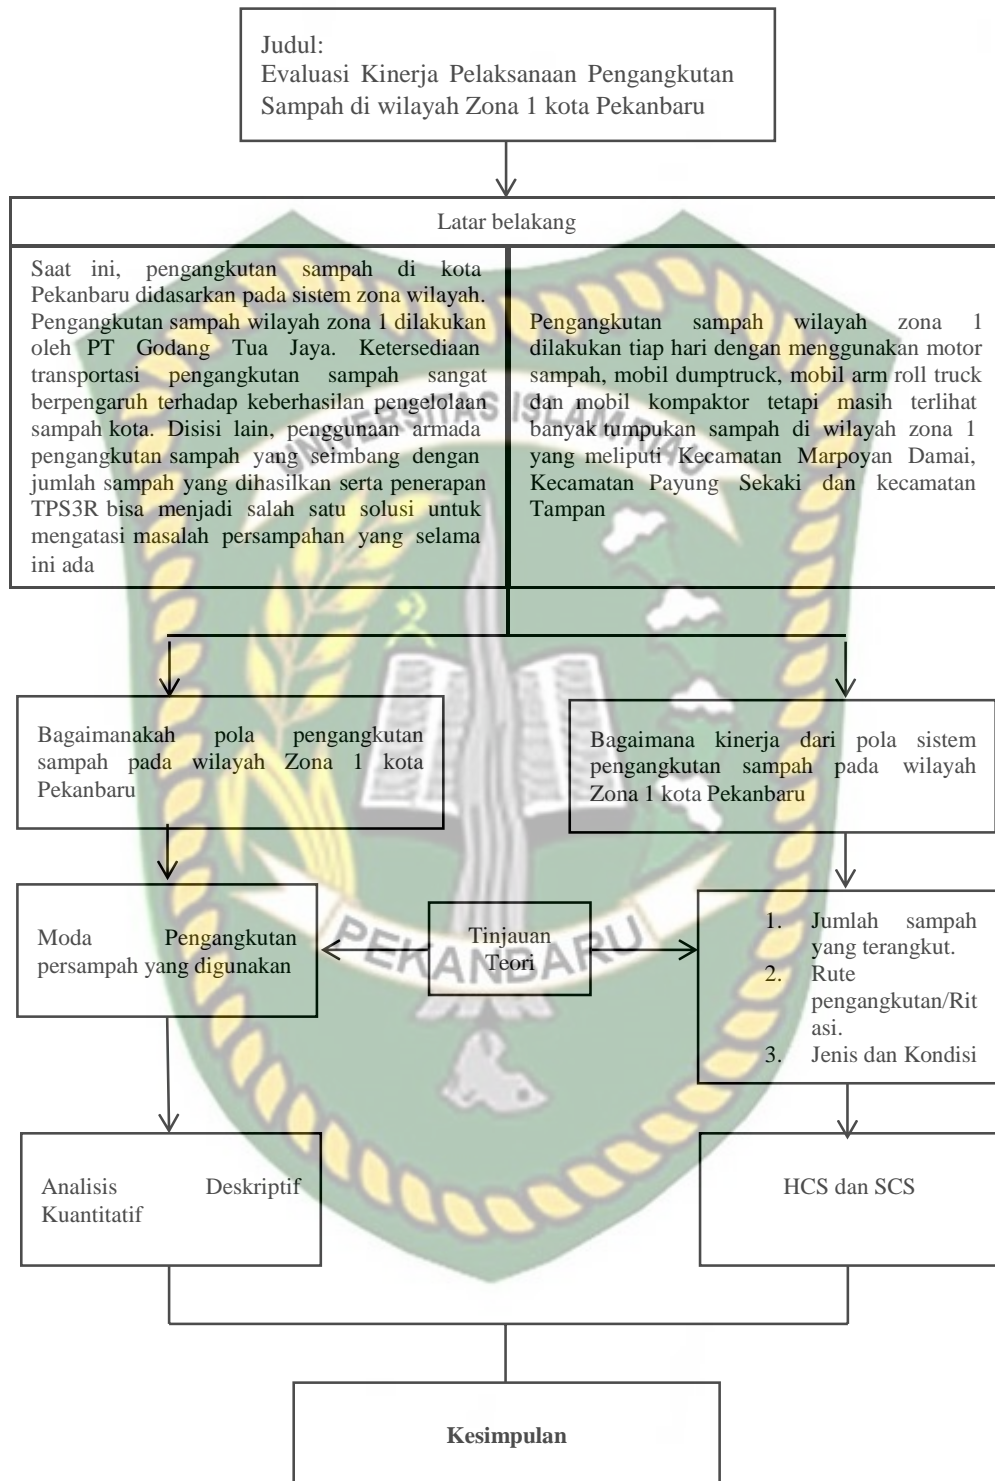 Judul:
Evaluasi Kinerja Pelaksanaan Pengangkutan
Sampah di wilayah Zona 1 kota Pekanbaru
Latar belakang
Saat ini, pengangkutan sampah di kota
Pekanbaru didasarkan pada sistem zona wilayah.
Pengangkutan sampah wilayah zona 1 dilakukan
oleh PT Godang Tua Jaya. Ketersediaan
transportasi pengangkutan sampah sangat
berpengaruh terhadap keberhasilan pengelolaan
sampah kota. Disisi lain, penggunaan armada
pengangkutan sampah yang seimbang dengan
jumlah sampah yang dihasilkan serta penerapan
TPS3R bisa menjadi salah satu solusi untuk
mengatasi masalah persampahan yang selama
ini ada
Pengangkutan sampah wilayah zona 1
dilakukan tiap hari dengan menggunakan motor
sampah, mobil dumptruck, mobil arm roll truck
dan mobil kompaktor tetapi masih terlihat
banyak tumpukan sampah di wilayah zona 1
yang meliputi Kecamatan Marpoyan Damai,
Kecamatan Payung Sekaki dan kecamatan
Tampan
UNIVERSITAS ISLAM RIAU
Bagaimanakah pola pengangkutan
sampah pada wilayah Zona 1 kota
Pekanbaru
Bagaimana kinerja dari pola sistem
pengangkutan sampah pada wilayah
Zona 1 kota Pekanbaru
Moda Pengangkutan
persampah yang digunakan
Tinjauan
Teori
1. Jumlah sampah
yang terangkut.
2. Rute
pengangkutan/Rit
asi.
3. Jenis dan Kondisi
PEKANBARU
Analisis Deskriptif
Kuantitatif
HCS dan SCS
Kesimpulan